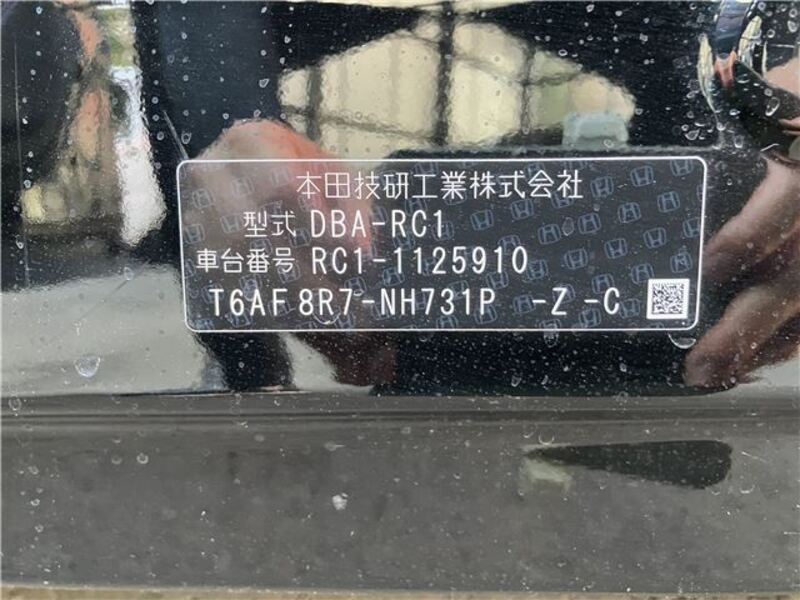 本田技研工業株式会社
型式 DBA-RC1
車台番号 RC1-1125910
T6AF8R7-NH731P -Z -C